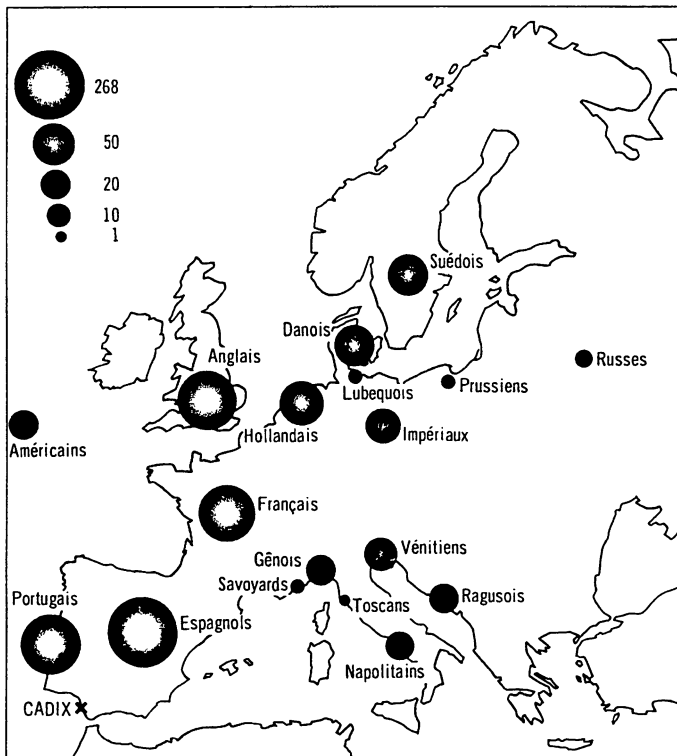 268
50
20
10
1
Suédois
Danois
Anglais
Russes
Lubequois
Prussiens
Hollandais
Impériaux
Américains
Français
Vénitiens
Gênois
Savoyards
Toscans
Ragusois
Portugais
Espagnols
Napolitains
CADIX